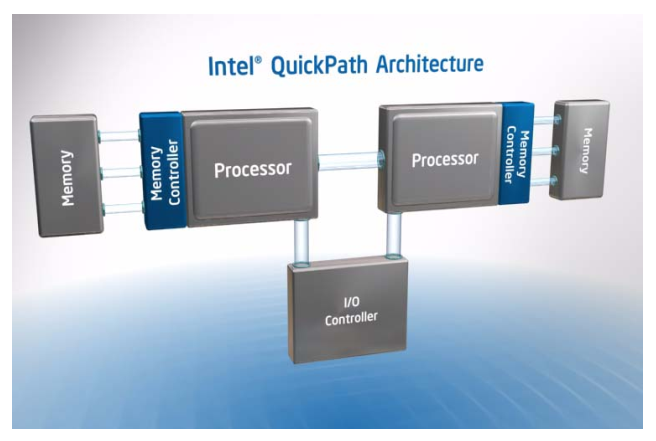 Intel® QuickPath Architecture
Memory
Memory
Controller
Processor
Processor
Memory
Controller
Memory
I/O
Controller